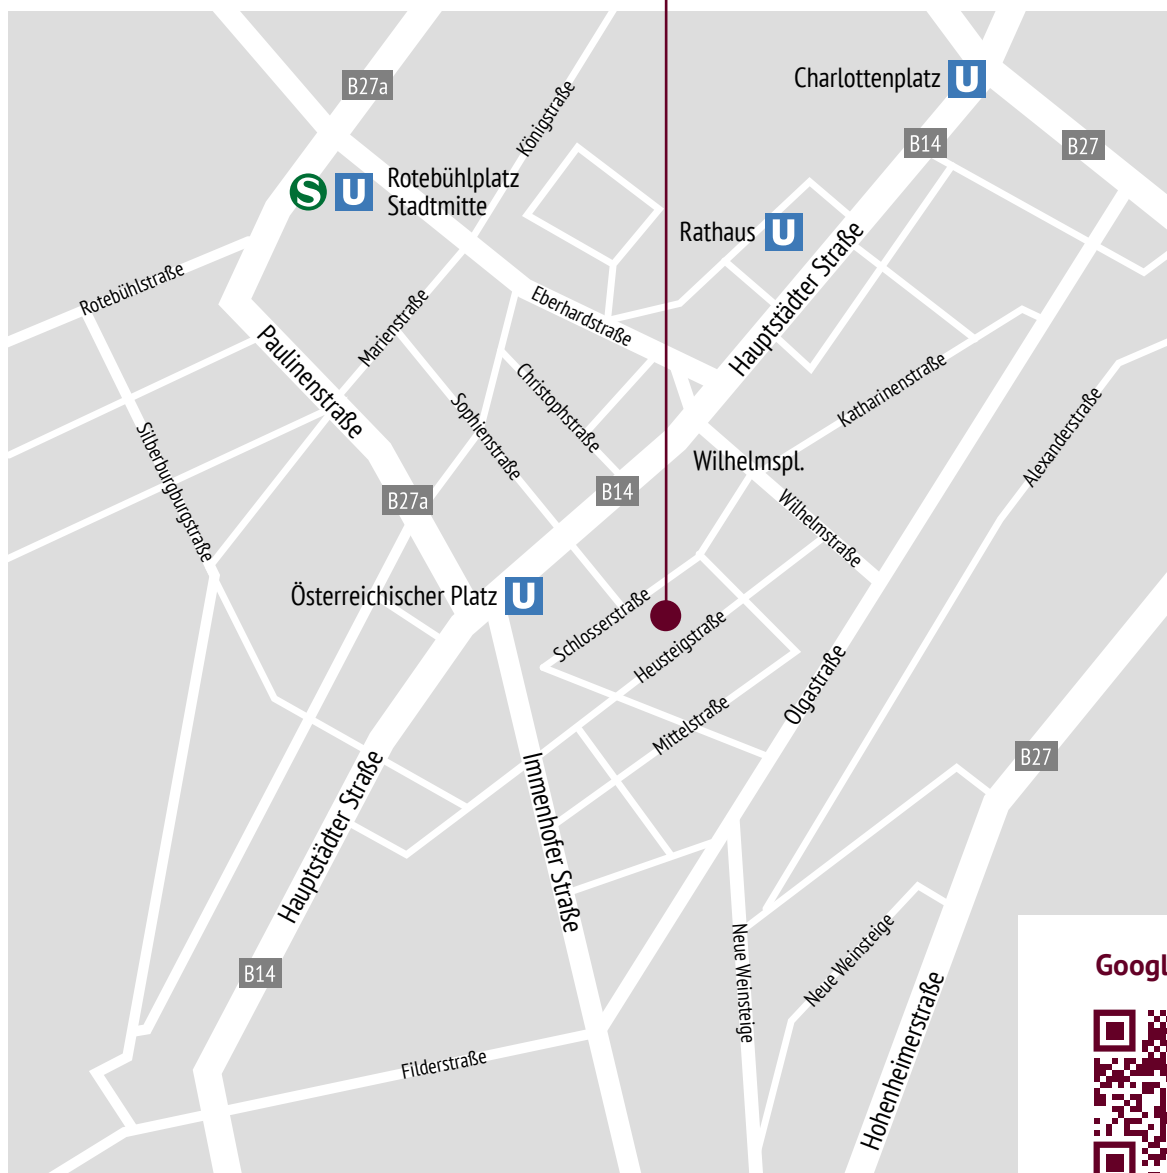 Charlottenplatz U
B27a
B14
B27
Königstraße
S U Rotebühlplatz
Stadtmitte
Rathaus U
Rotebühlstraße
Hauptstädter Straße
Eberhardstraße
Marienstraße
Paulinenstraße
Christophstraße
Katharinenstraße
Sophienstraße
Alexanderstraße
Silberburgburgstraße
Wilhelmspl.
B27a
B14
Wilhelmstraße
Österreichischer Platz U
Schlosserstraße
Heusteigstraße
Olgastraße
Mittelstraße
B27
Hauptstädter Straße
Immenhofer Straße
Neue Weinsteige
Neue Weinsteige
B14
Googl
Hohenheimerstraße
Filderstraße